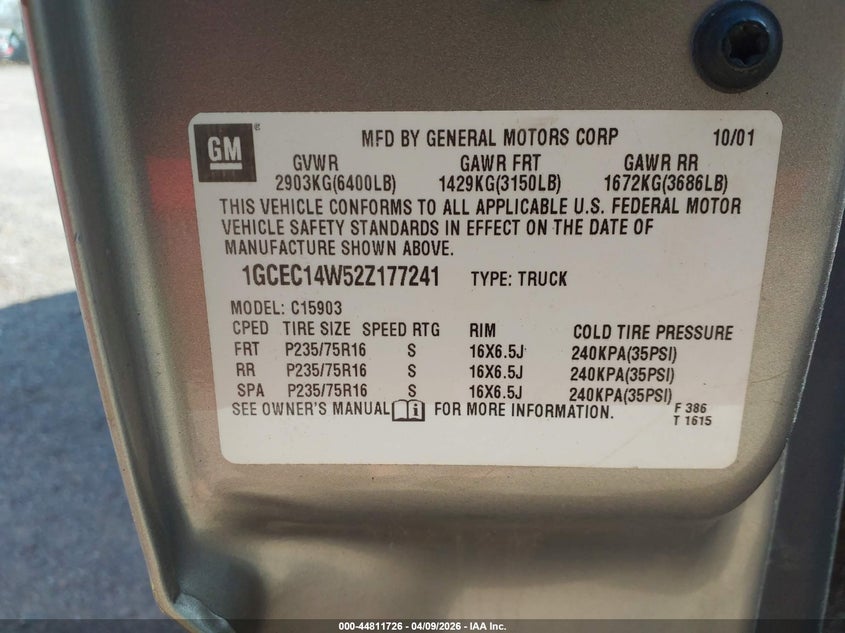 GM ® MFD BY GENERAL MOTORS CORP 10/01
GVWR GAWR FRT GAWR RR
2903KG(6400LB) 1429KG(3150LB) 1672KG(3686LB)
THIS VEHICLE CONFORMS TO ALL APPLICABLE U.S. FEDERAL MOTOR
VEHICLE SAFETY STANDARDS IN EFFECT ON THE DATE OF
MANUFACTURE SHOWN ABOVE.
1GCEC14W52Z177241 TYPE: TRUCK
MODEL: C15903
CPED TIRE SIZE SPEED RTG RIM COLD TIRE PRESSURE
FRT P235/75R16 S 16X6.5J 240KPA(35PSI)
RR P235/75R16 S 16X6.5J 240KPA(35PSI)
SPA P235/75R16 S 16X6.5J 240KPA(35PSI)
SEE OWNER'S MANUAL i FOR MORE INFORMATION.
F 386
T 1615
000-44811726 | 04/09/2026 | IAA Inc.